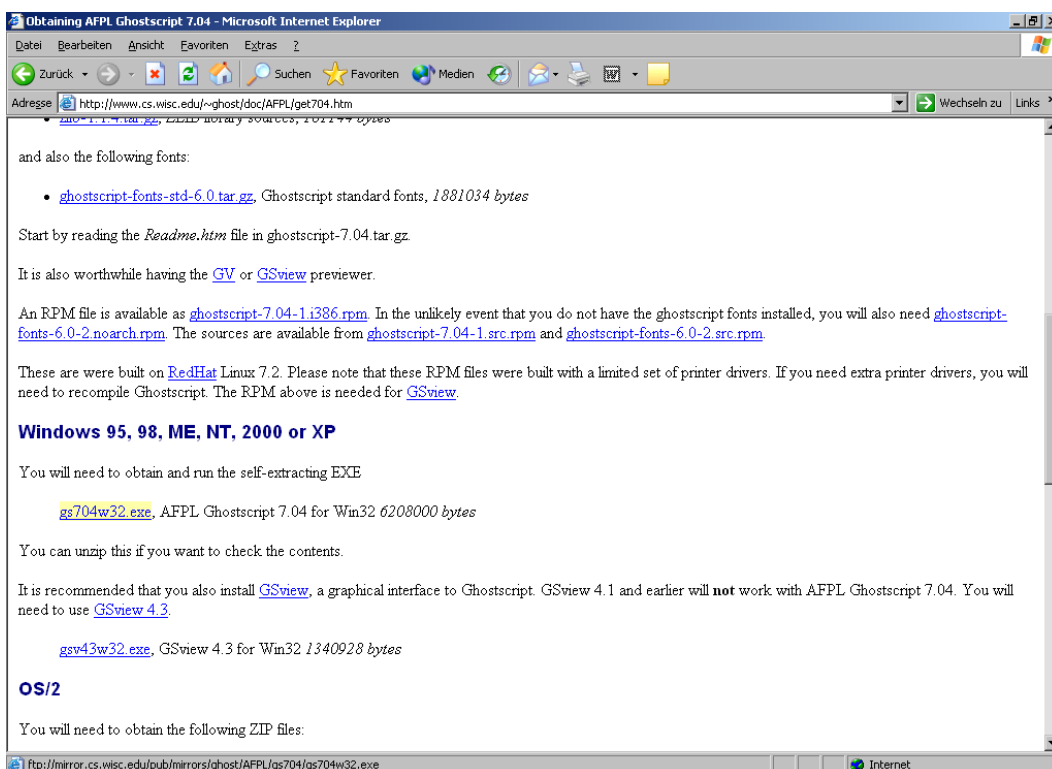 Obtaining AFPL Ghostscript 7.04 - Microsoft Internet Explorer
Datei Bearbeiten Ansicht Favoriten Extras ?
Zurück Suchen Favoriten Medien
Adresse http://www.cs.wisc.edu/~ghost/doc/AFPL/get704.htm Wechseln zu Links
zlib-1.1.4.tar.gz, ZLIB library sources, 161144 bytes
and also the following fonts:
ghostscript-fonts-std-6.0.tar.gz, Ghostscript standard fonts, 1881034 bytes
Start by reading the Readme.htm file in ghostscript-7.04.tar.gz.
It is also worthwhile having the GV or GSview previewer.
An RPM file is available as ghostscript-7.04-1.i386.rpm. In the unlikely event that you do not have the ghostscript fonts installed, you will also need ghostscript-
fonts-6.0-2.noarch.rpm. The sources are available from ghostscript-7.04-1.src.rpm and ghostscript-fonts-6.0-2.src.rpm.
These are were built on RedHat Linux 7.2. Please note that these RPM files were built with a limited set of printer drivers. If you need extra printer drivers, you will
need to recompile Ghostscript. The RPM above is needed for GSview.
Windows 95, 98, ME, NT, 2000 or XP
You will need to obtain and run the self-extracting EXE
gs704w32.exe, AFPL Ghostscript 7.04 for Win32 6208000 bytes
You can unzip this if you want to check the contents.
It is recommended that you also install GSview, a graphical interface to Ghostscript. GSview 4.1 and earlier will not work with AFPL Ghostscript 7.04. You will
need to use GSview 4.3.
gsv43w32.exe, GSview 4.3 for Win32 1340928 bytes
OS/2
You will need to obtain the following ZIP files:
ftp://mirror.cs.wisc.edu/pub/mirrors/ghost/AFPL/gs704/gs704w32.exe Internet